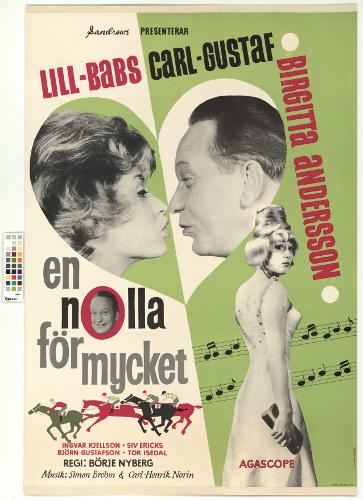 Sandrews PRESENTERAR
LILL-BABS CARL-GUSTAF
BIRGITTA ANDERSSON
en
nolla
för
mycket
INGVAR KJELLSON • SIV ERICKS
BJÖRN GUSTAFSON • TOR ISEDAL
REGI: BÖRJE NYBERG
Musik: Simon Brehm & Carl-Henrik Norin
AGASCOPE